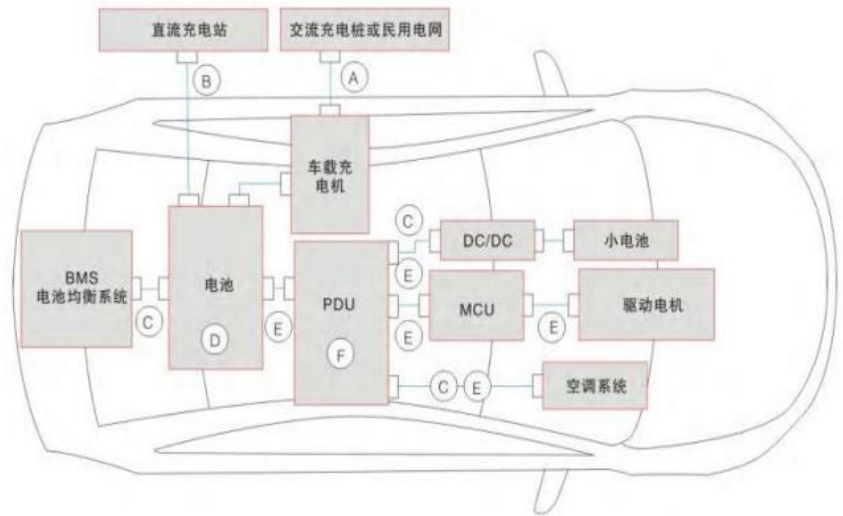 直流充电站
交流充电桩或民用电网
B
A
车载充
电机
C
DC/DC
小电池
BMS
电池均衡系统
电池
PDU
E
MCU
驱动电机
C
D
E
F
E
E
C
E
空调系统